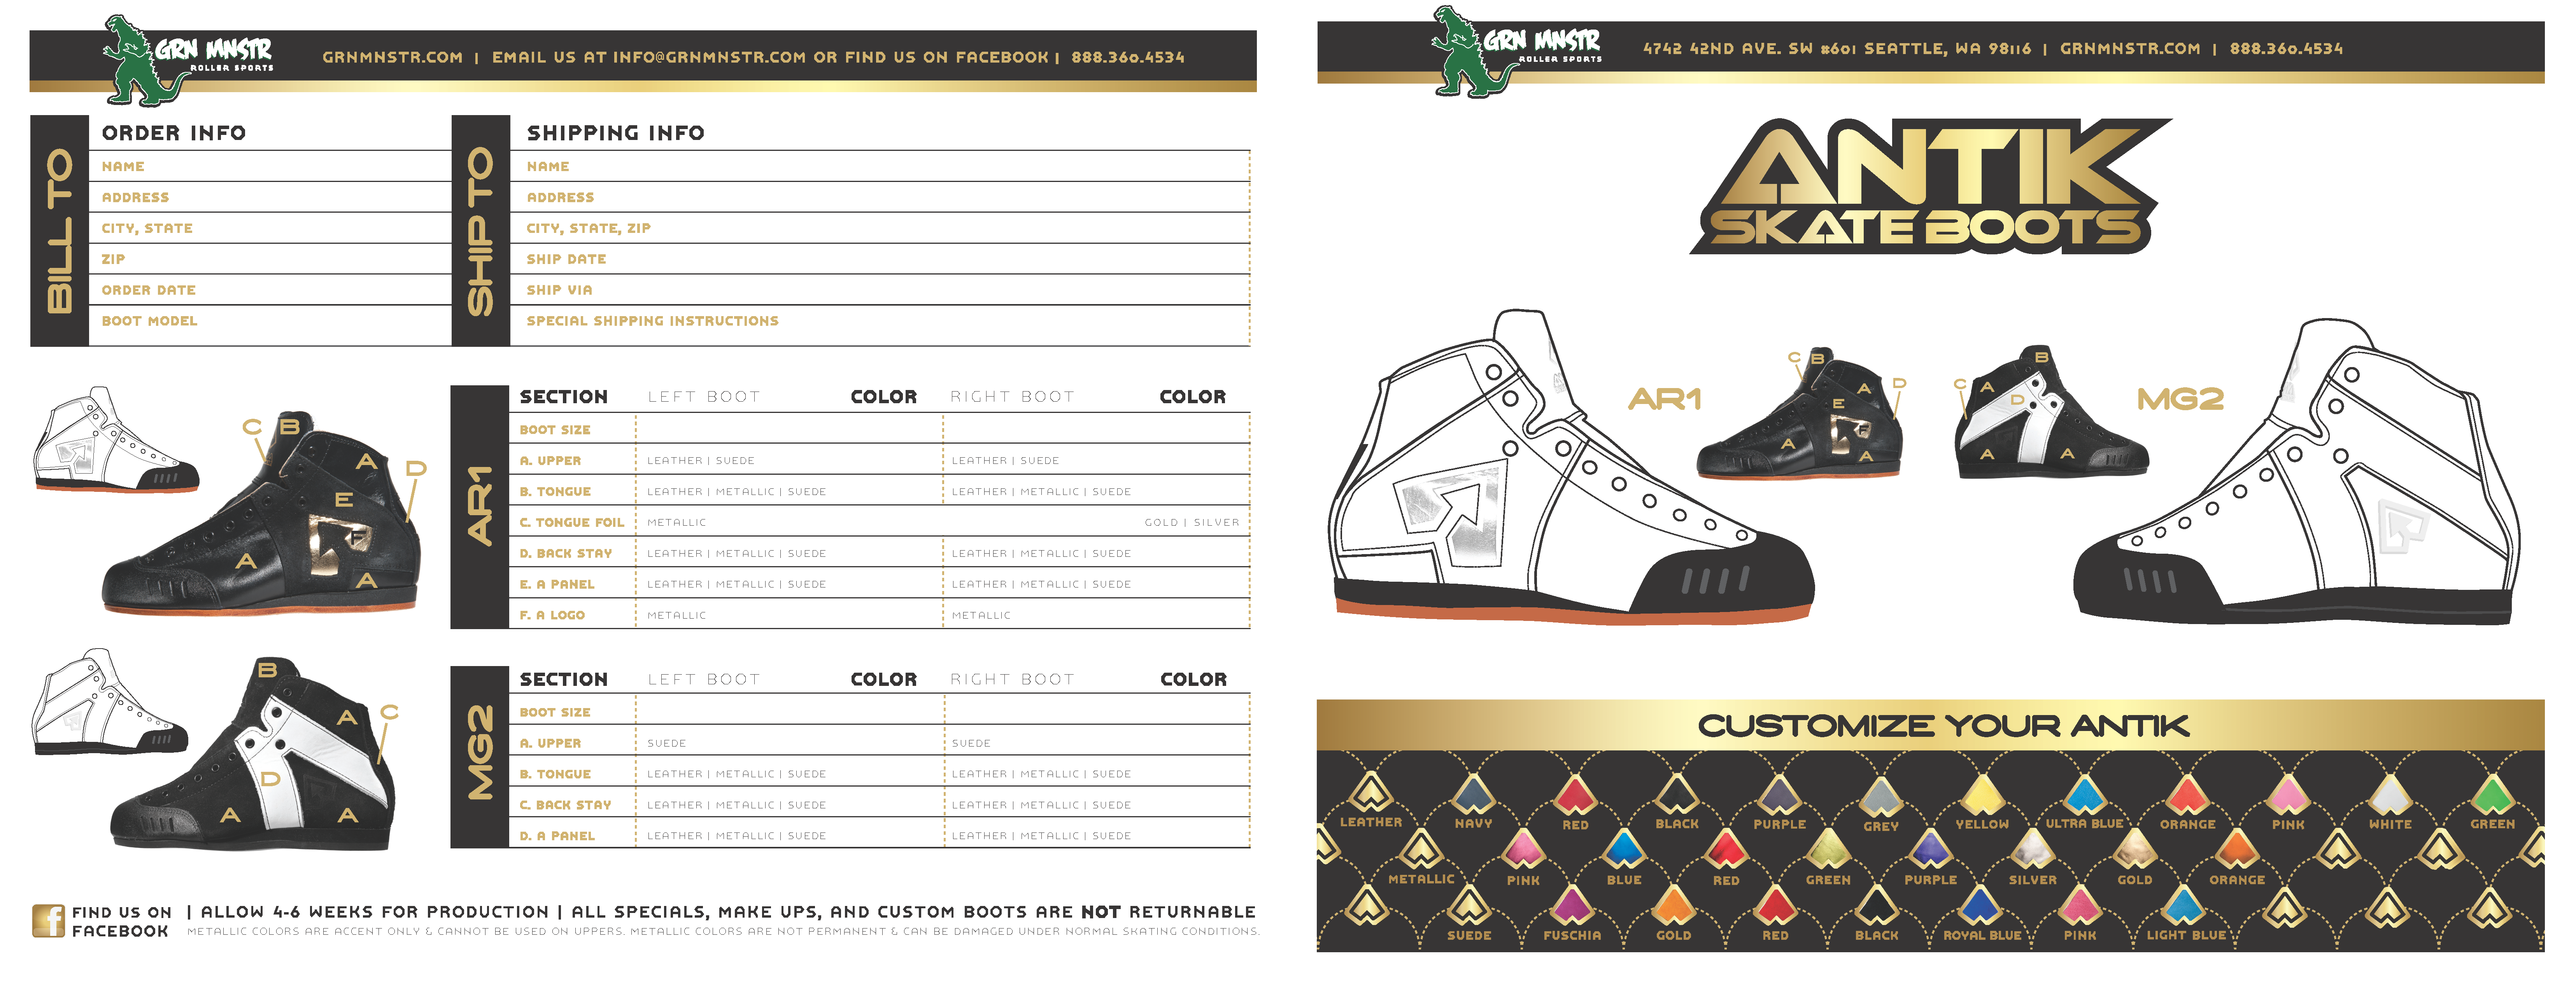 GRN MNSTR
ROLLER SPORTS
GRNMNSTR.COM | EMAIL US AT INFO@GRNMNSTR.COM OR FIND US ON FACEBOOK | 888.360.4534
BILL TO
ORDER INFO
NAME
ADDRESS
CITY, STATE
ZIP
ORDER DATE
BOOT MODEL
SHIP TO
SHIPPING INFO
NAME
ADDRESS
CITY, STATE, ZIP
SHIP DATE
SHIP VIA
SPECIAL SHIPPING INSTRUCTIONS
C B
A
D
E
F
A
A
AR1
SECTION LEFT BOOT COLOR RIGHT BOOT COLOR
BOOT SIZE
A. UPPER LEATHER | SUEDE LEATHER | SUEDE
B. TONGUE LEATHER | METALLIC | SUEDE LEATHER | METALLIC | SUEDE
C. TONGUE FOIL METALLIC GOLD | SILVER
D. BACK STAY LEATHER | METALLIC | SUEDE LEATHER | METALLIC | SUEDE
E. A PANEL LEATHER | METALLIC | SUEDE LEATHER | METALLIC | SUEDE
F. A LOGO METALLIC METALLIC
B
A
C
D
A
A
MG2
SECTION LEFT BOOT COLOR RIGHT BOOT COLOR
BOOT SIZE
A. UPPER SUEDE SUEDE
B. TONGUE LEATHER | METALLIC | SUEDE LEATHER | METALLIC | SUEDE
C. BACK STAY LEATHER | METALLIC | SUEDE LEATHER | METALLIC | SUEDE
D. A PANEL LEATHER | METALLIC | SUEDE LEATHER | METALLIC | SUEDE
f
FIND US ON
FACEBOOK
| ALLOW 4-6 WEEKS FOR PRODUCTION | ALL SPECIALS, MAKE UPS, AND CUSTOM BOOTS ARE NOT RETURNABLE
METALLIC COLORS ARE ACCENT ONLY & CANNOT BE USED ON UPPERS. METALLIC COLORS ARE NOT PERMANENT & CAN BE DAMAGED UNDER NORMAL SKATING CONDITIONS.
GRN MNSTR
ROLLER SPORTS
4742 42ND AVE. SW #601 SEATTLE, WA 98116 | GRNMNSTR.COM | 888.360.4534
ANTIK
SKATE BOOTS
AR1
C B
A
D
E
F
A
A
B
C
A
D
A
A
MG2
CUSTOMIZE YOUR ANTIK
LEATHER NAVY RED BLACK PURPLE GREY YELLOW ULTRA BLUE ORANGE PINK WHITE GREEN
METALLIC PINK BLUE RED GREEN PURPLE SILVER GOLD ORANGE
SUEDE FUSCHIA GOLD RED BLACK ROYAL BLUE PINK LIGHT BLUE